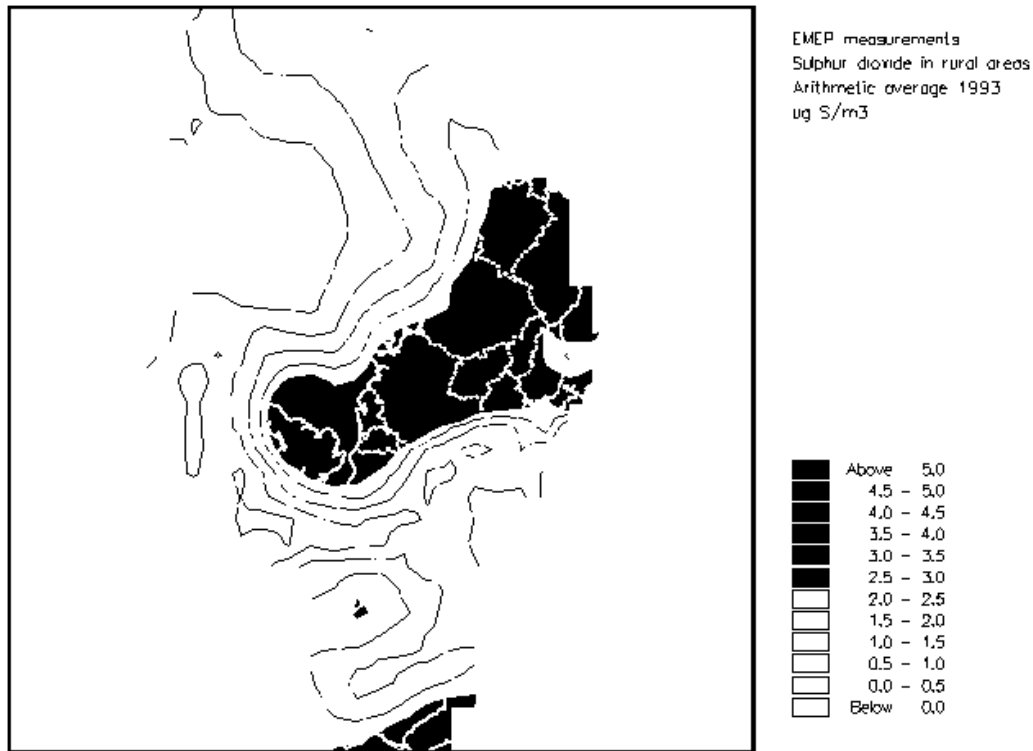 EMEP measurements
Sulphur dioxide in rural areas
Arithmetic average 1993
ug S/m3
Above 5.0
4.5 - 5.0
4.0 - 4.5
3.5 - 4.0
3.0 - 3.5
2.5 - 3.0
2.0 - 2.5
1.5 - 2.0
1.0 - 1.5
0.5 - 1.0
0.0 - 0.5
Below 0.0